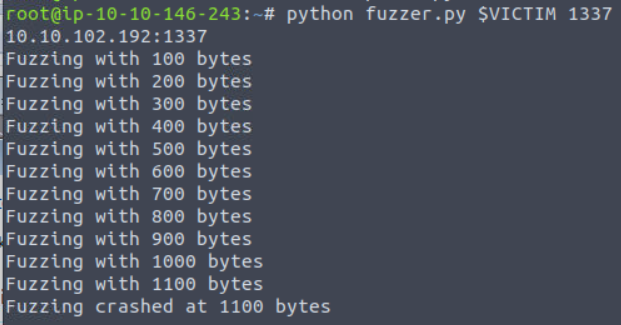 root@ip-10-10-146-243:~# python fuzzer.py $VICTIM 1337
10.10.102.192:1337
Fuzzing with 100 bytes
Fuzzing with 200 bytes
Fuzzing with 300 bytes
Fuzzing with 400 bytes
Fuzzing with 500 bytes
Fuzzing with 600 bytes
Fuzzing with 700 bytes
Fuzzing with 800 bytes
Fuzzing with 900 bytes
Fuzzing with 1000 bytes
Fuzzing with 1100 bytes
Fuzzing crashed at 1100 bytes